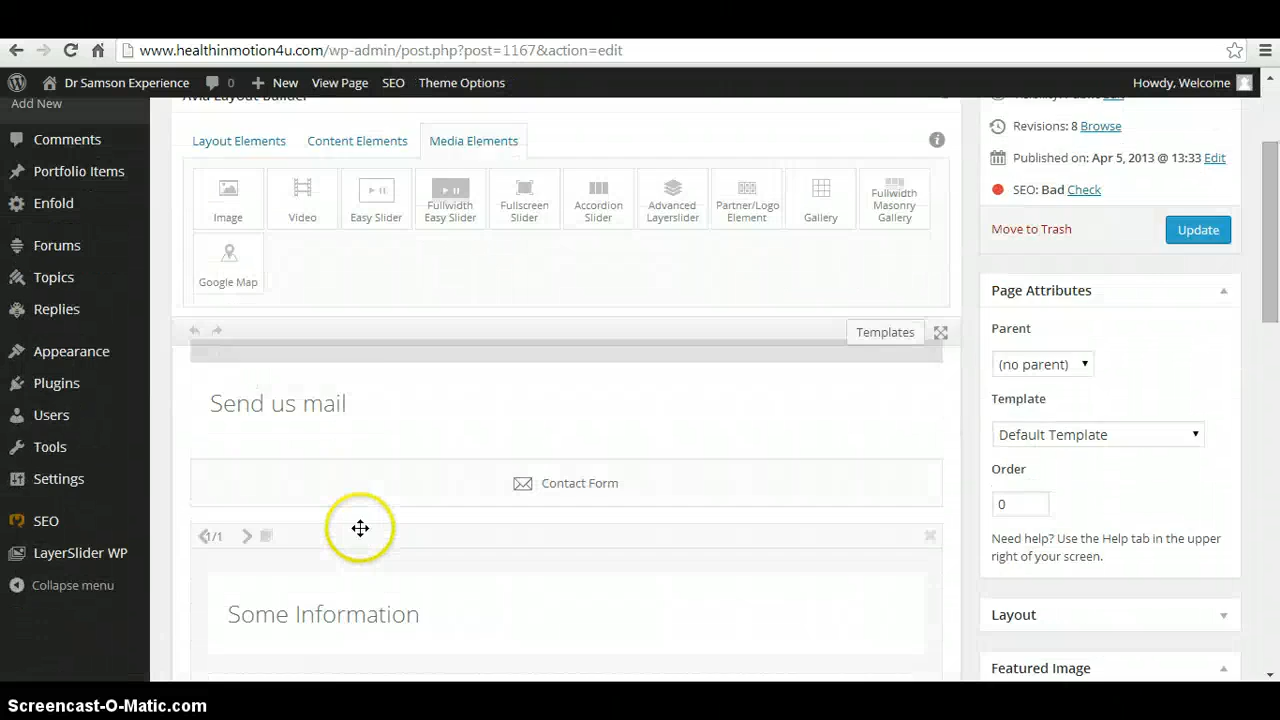 www.healthinmotion4u.com/wp-admin/post.php?post=1167&action=edit
Dr Samson Experience 0 New View Page SEO Theme Options Howdy, Welcome
Add New
Comments
Portfolio Items
Enfold
Forums
Topics
Replies
Appearance
Plugins
Users
Tools
Settings
SEO
LayerSlider WP
Collapse menu
Avia Layout Builder
Layout Elements Content Elements Media Elements
Image
Video
Easy Slider
Fullwidth
Easy Slider
Fullscreen
Slider
Accordion
Slider
Advanced
Layerslider
Partner/Logo
Element
Gallery
Fullwidth
Masonry
Gallery
Google Map
Templates
Send us mail
Contact Form
1/1
Some Information
Revisions: 8 Browse
Published on: Apr 5, 2013 @ 13:33 Edit
SEO: Bad Check
Move to Trash
Update
Page Attributes
Parent
(no parent)
Template
Default Template
Order
0
Need help? Use the Help tab in the upper
right of your screen.
Layout
Featured Image
Screencast-O-Matic.com